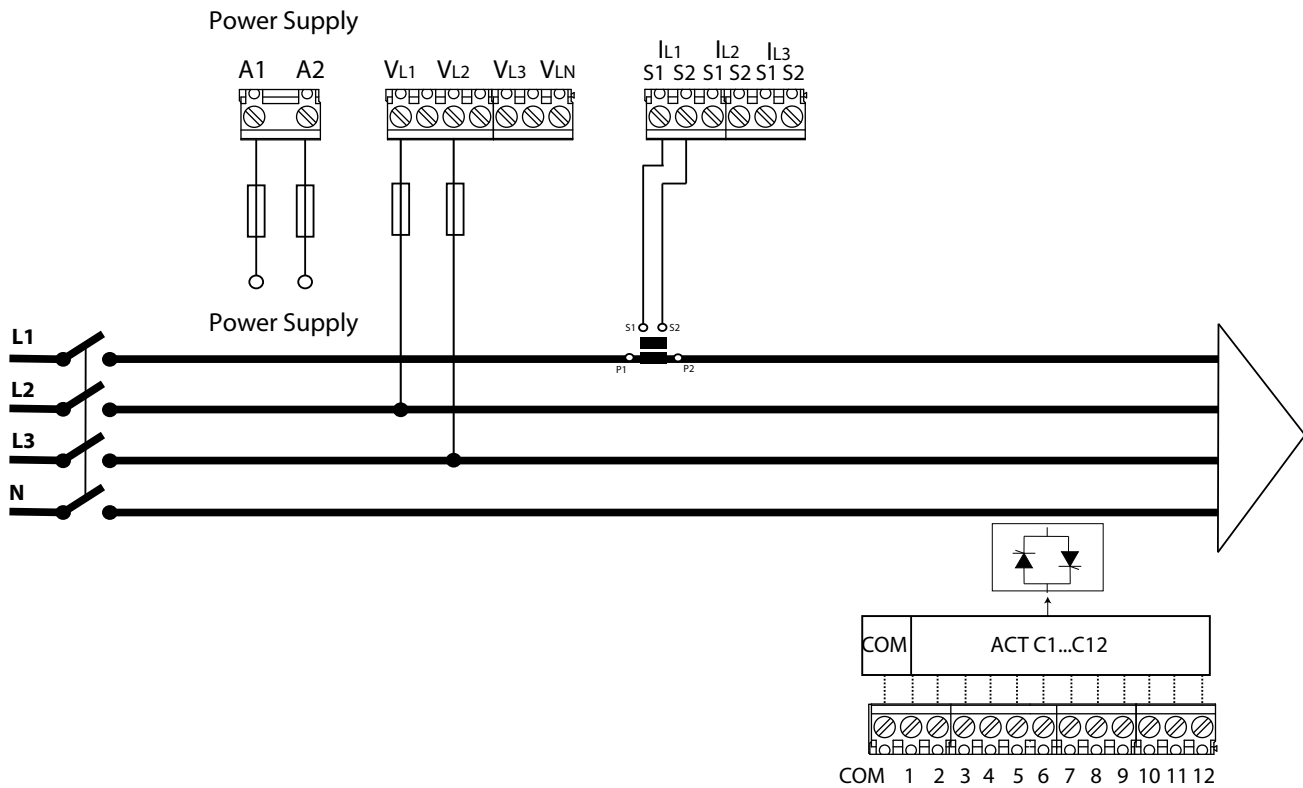 Power Supply
A1 A2
VL1 VL2 VL3 VLN
IL1 IL2 IL3
S1 S2 S1 S2 S1 S2
Power Supply
S1 S2
L1
P1 P2
L2
L3
N
COM ACT C1...C12
COM 1 2 3 4 5 6 7 8 9 10 11 12